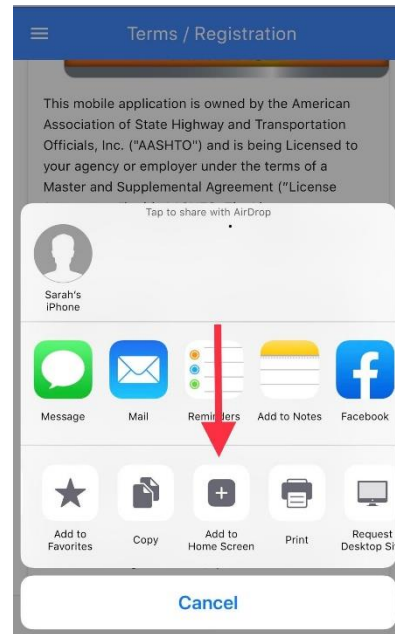 Terms / Registration
This mobile application is owned by the American
Association of State Highway and Transportation
Officials, Inc. ("AASHTO") and is being Licensed to
your agency or employer under the terms of a
Master and Supplemental Agreement ("License
Tap to share with AirDrop
Sarah's
iPhone
Message Mail Reminders Add to Notes Facebook
Add to
Favorites
Copy
Add to
Home Screen
Print
Request
Desktop Si
Cancel